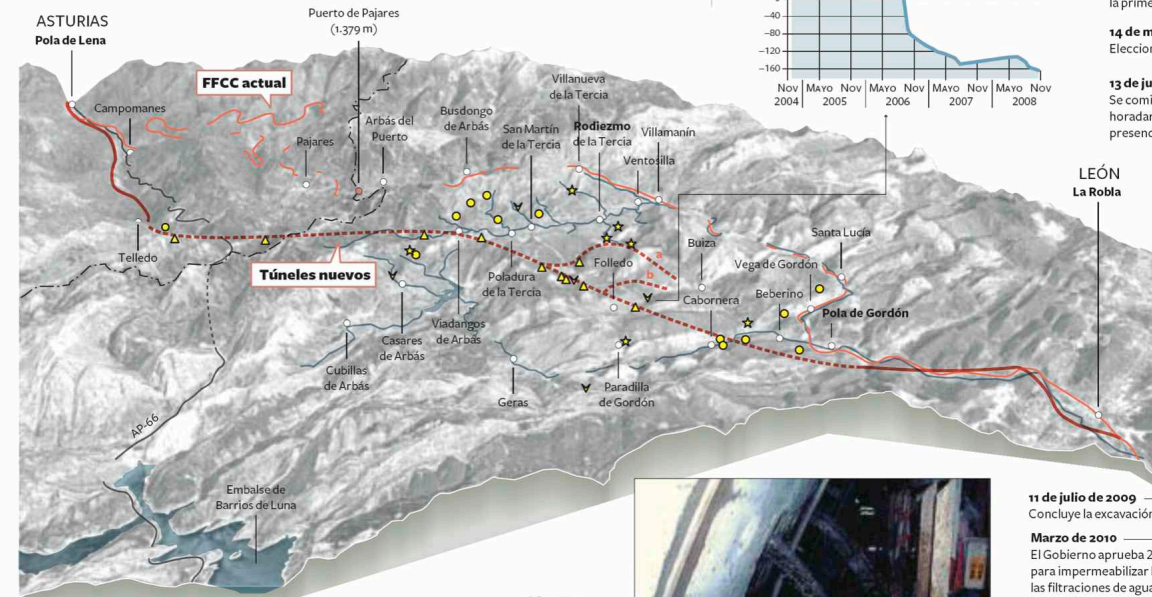 ASTURIAS
Pola de Lena
Puerto de Pajares
(1.379 m)
FFCC actual
Campomanes
Pajares
Arbás del
Puerto
Busdongo
de Arbás
San Martín
de la Tercia
Villanueva
de la Tercia
Rodiezmo
de la Tercia
Villamanín
Ventosilla
Telledo
Túneles nuevos
Poladura
de la Tercia
Folledo
a
b
Buiza
Cabornera
Vega de Gordón
Santa Lucía
Beberino
Pola de Gordón
Viadangos
de Arbás
Casares
de Arbás
Cubillas
de Arbás
Geras
Paradilla
de Gordón
AP-66
Embalse de
Barrios de Luna
LEÓN
La Robla
-40
-80
-120
-160
Nov Mayo Nov Mayo Nov Mayo Nov Mayo Nov
2004 2005 2006 2007 2008
la prime
14 de m
Eleccion
13 de ju
Se comi
horadar
presenc
11 de julio de 2009
Concluye la excavación
Marzo de 2010
El Gobierno aprueba 2
para impermeabilizar l
las filtraciones de agua